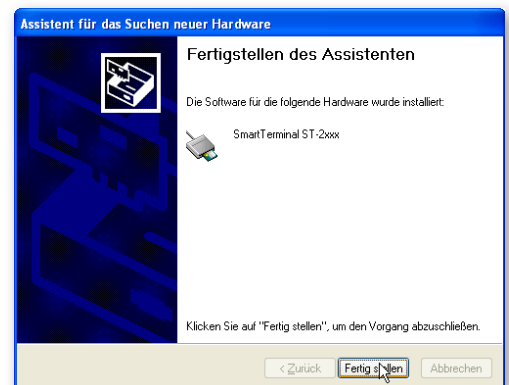 Assistent für das Suchen neuer Hardware
Fertigstellen des Assistenten
Die Software für die folgende Hardware wurde installiert:
SmartTerminal ST-2xxx
Klicken Sie auf "Fertig stellen", um den Vorgang abzuschließen.
< Zurück Fertig stellen Abbrechen